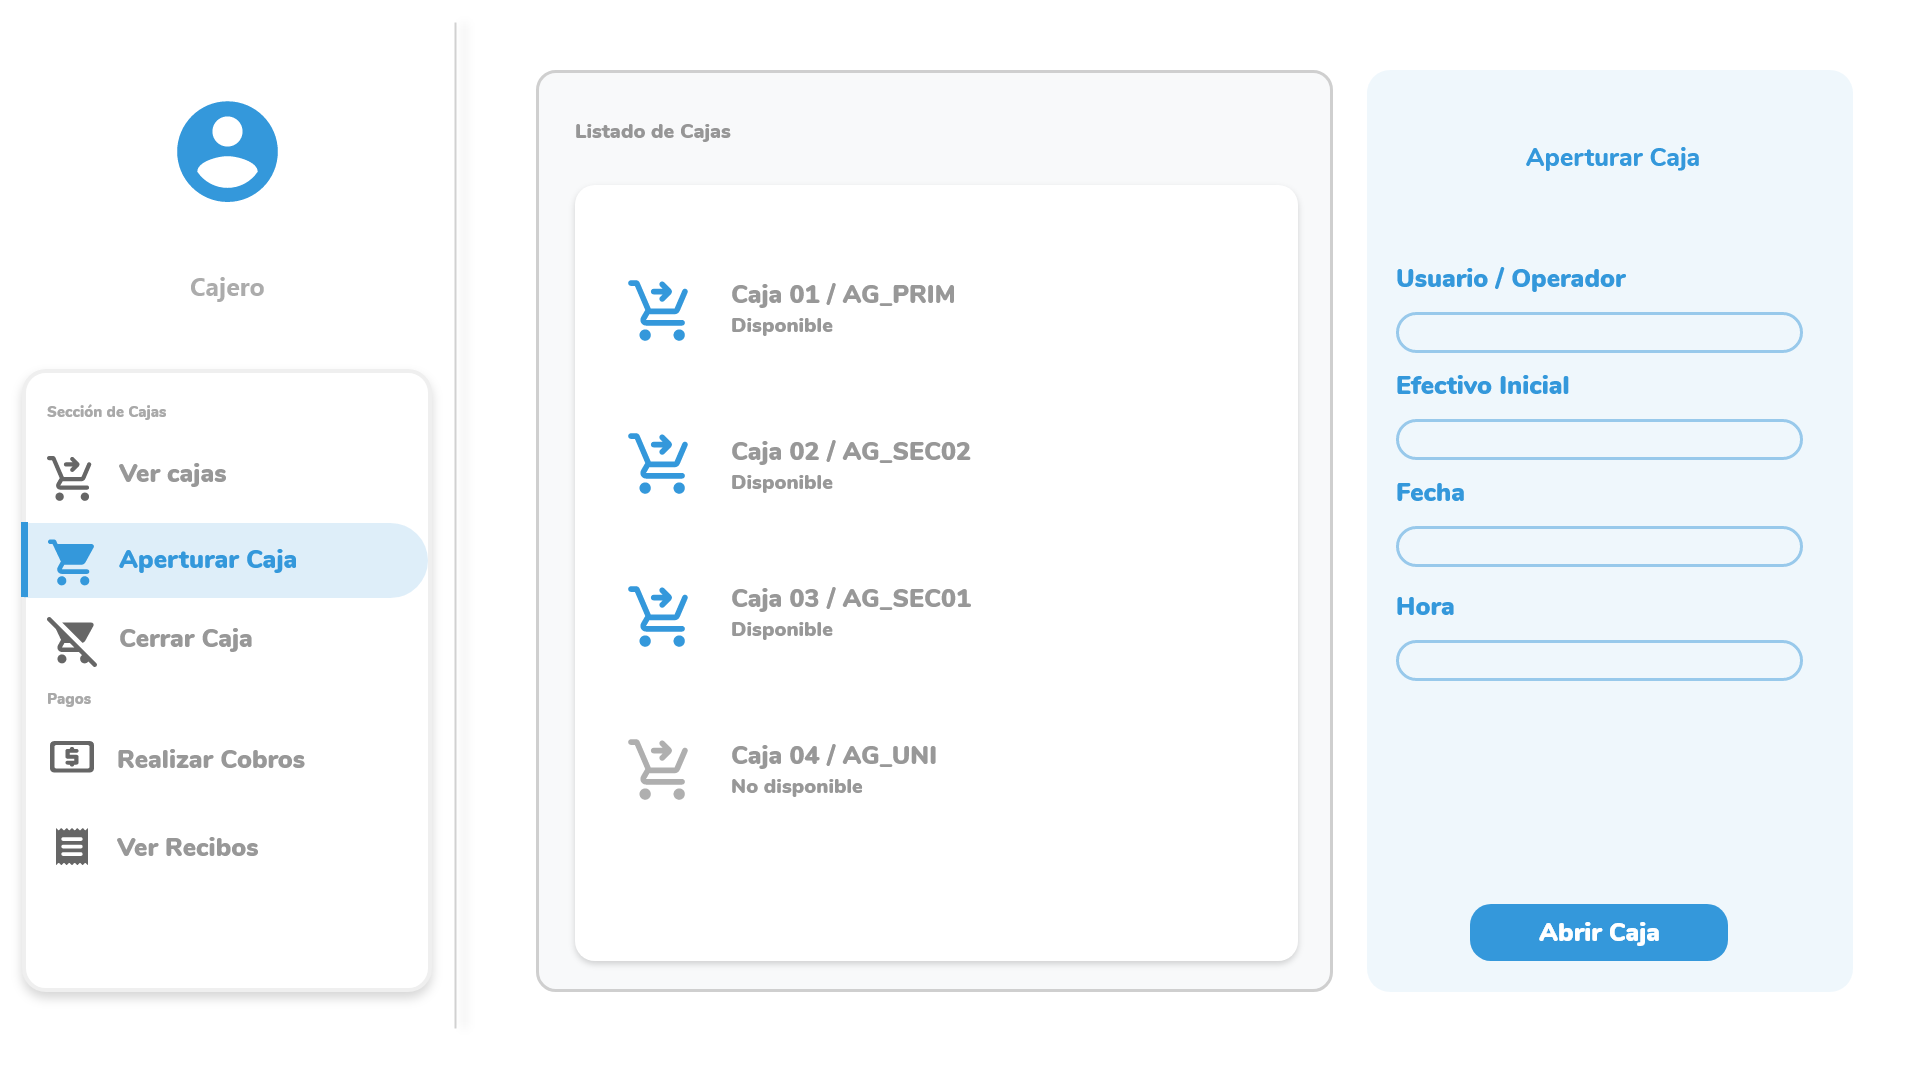 Cajero
Sección de Cajas
Ver cajas
Aperturar Caja
Cerrar Caja
Pagos
Realizar Cobros
Ver Recibos
Listado de Cajas
Caja 01 / AG_PRIM
Disponible
Caja 02 / AG_SEC02
Disponible
Caja 03 / AG_SEC01
Disponible
Caja 04 / AG_UNI
No disponible
Aperturar Caja
Usuario / Operador
Efectivo Inicial
Fecha
Hora
Abrir Caja